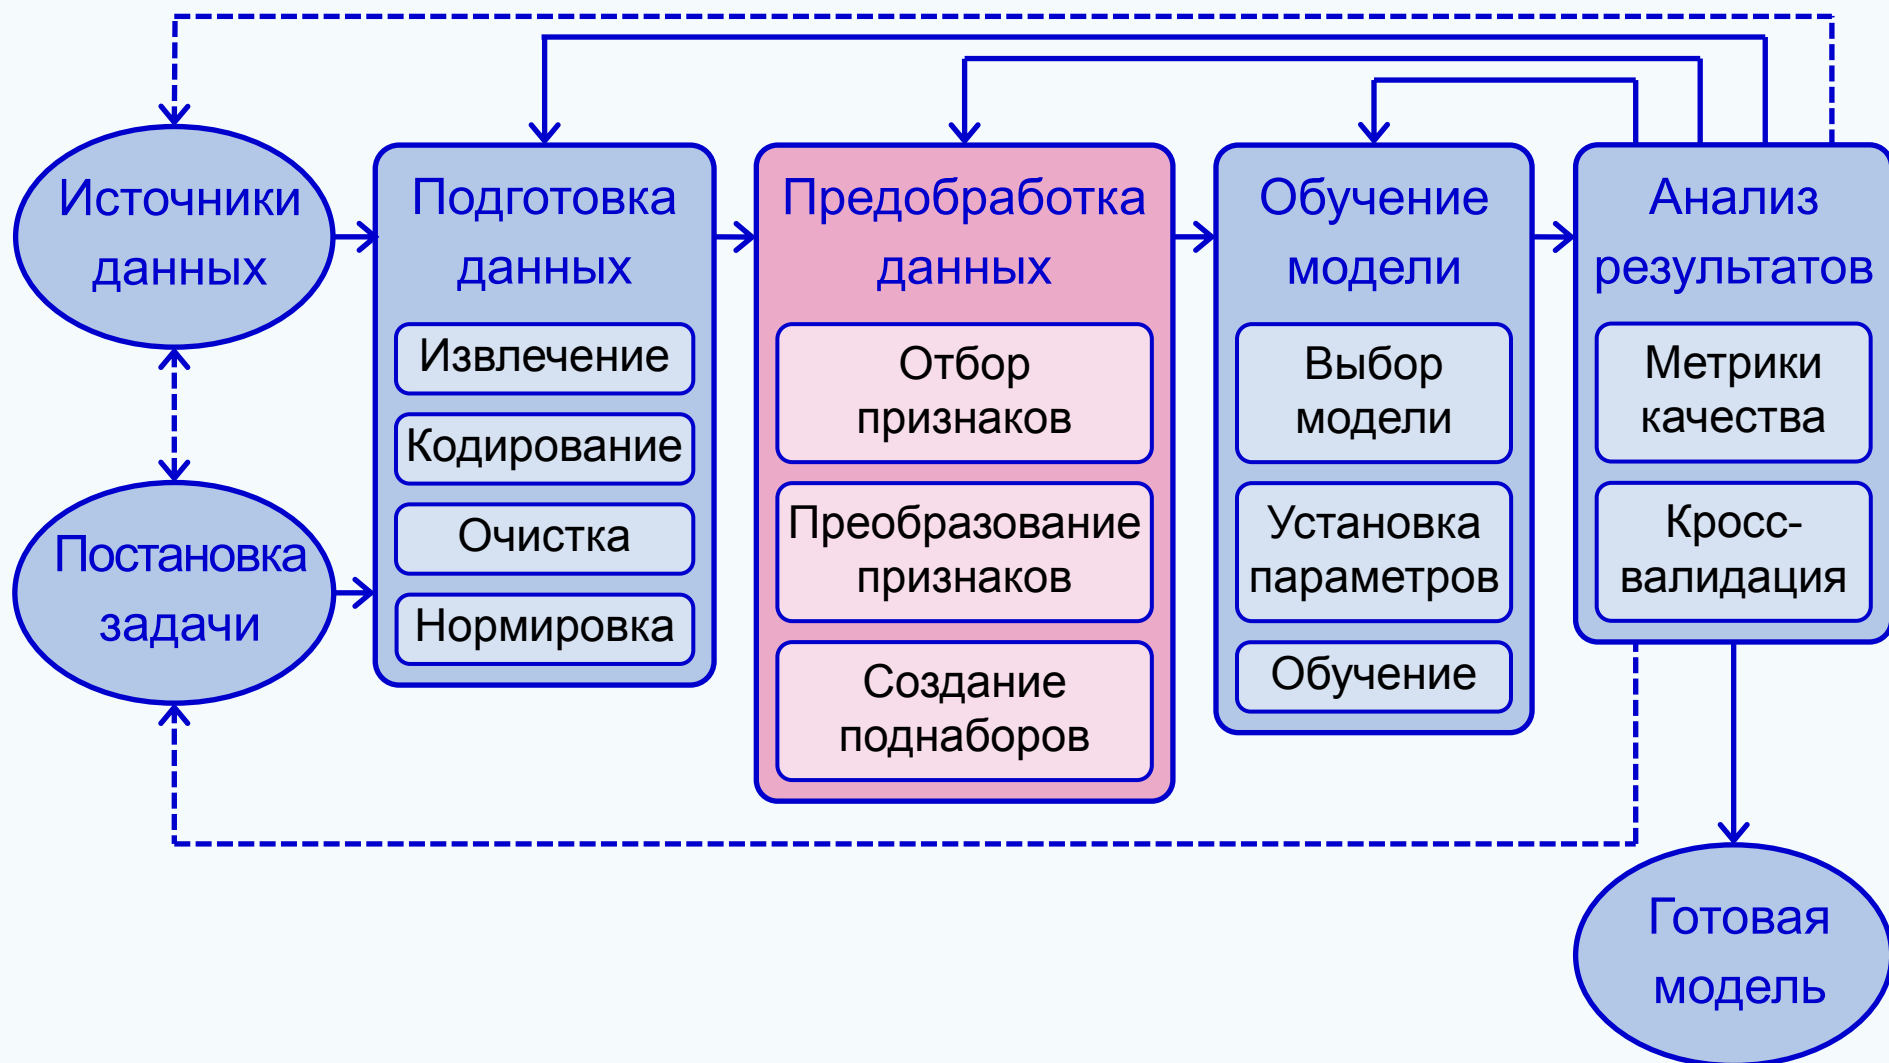 Источники
данных
Постановка
задачи
Подготовка
данных
Извлечение
Кодирование
Очистка
Нормировка
Предобработка
данных
Отбор
признаков
Преобразование
признаков
Создание
поднаборов
Обучение
модели
Выбор
модели
Установка
параметров
Обучение
Анализ
результатов
Метрики
качества
Кросс-
валидация
Готовая
модель